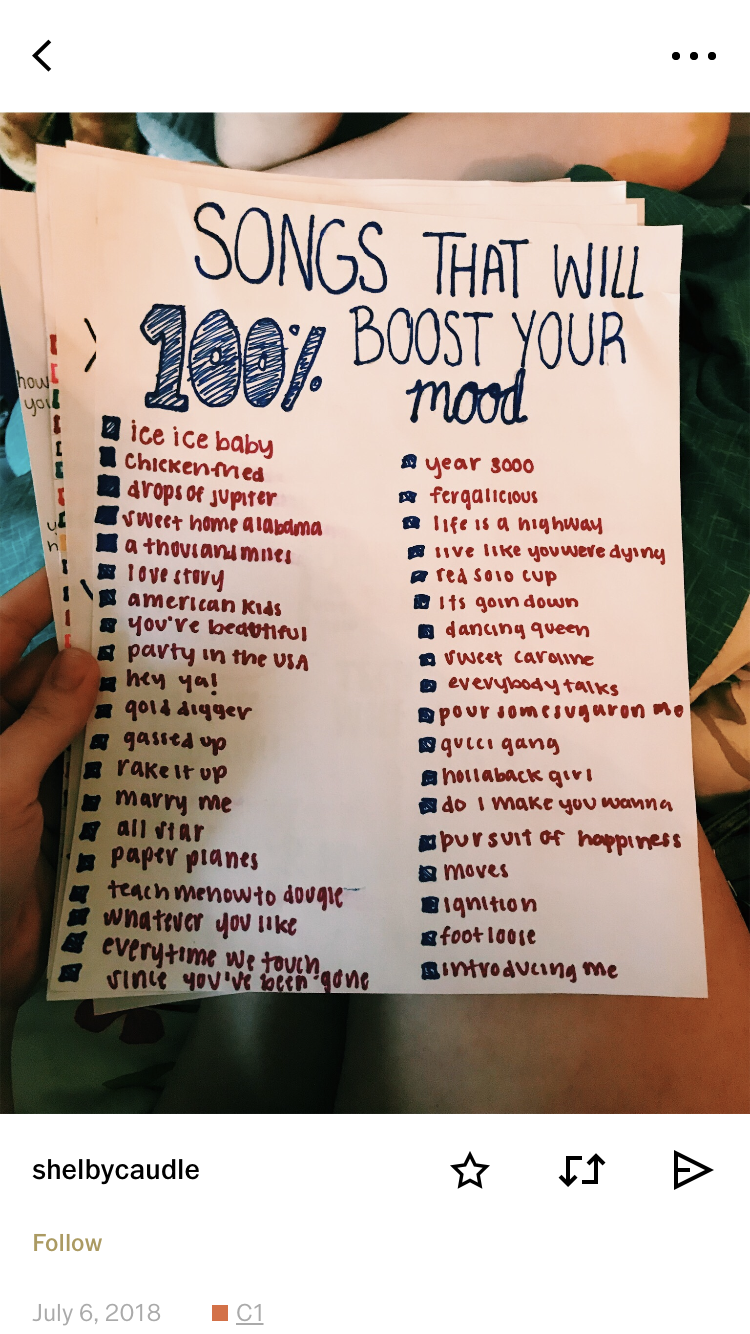 SONGS THAT WILL
100% BOOST YOUR
mood
ice ice baby
chicken fried
drops of jupiter
sweet home alabama
a thousand miles
love story
american kids
you're beautiful
party in the USA
hey ya!
gold digger
gassed up
rake it up
marry me
all star
paper planes
teach me how to dougie
whatever you like
everytime we touch
since you've been gone
year 3000
fergalicious
life is a highway
live like you were dying
red solo cup
its goin down
dancing queen
sweet caroline
everybody talks
pour some sugar on me
gucci gang
hollaback girl
do I make you wanna
pursuit of happiness
moves
ignition
footloose
introducing me
how
you
shelbycaudle
Follow
July 6, 2018 C1